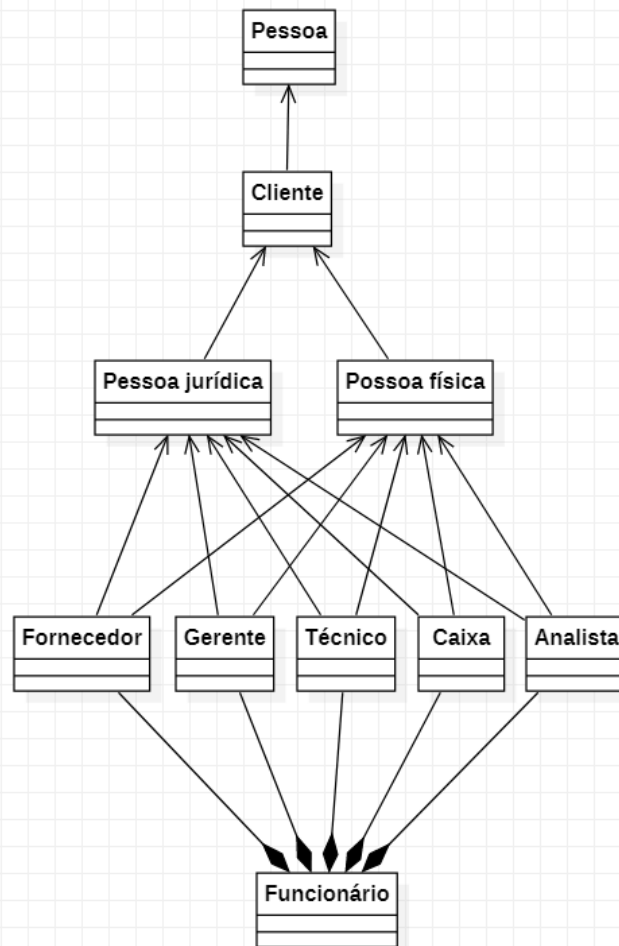 Pessoa
Cliente
Pessoa jurídica
Possoa física
Fornecedor
Gerente
Técnico
Caixa
Analista
Funcionário